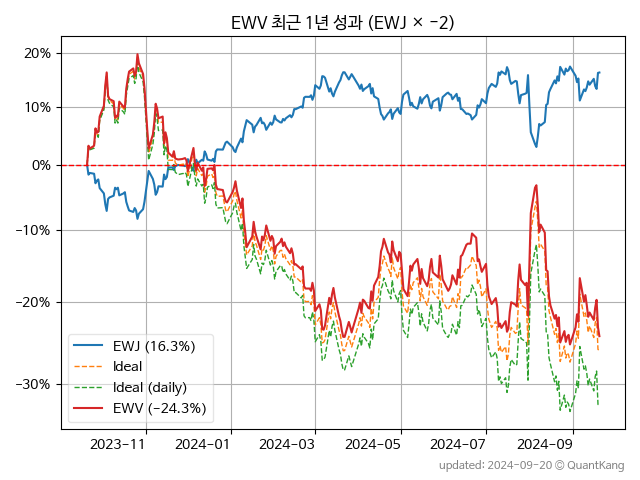 EWV 최근 1년 성과 (EWJ × −2)
20%
10%
0%
−10%
−20%
−30%
EWJ (16.3%)
Ideal
Ideal (daily)
EWV (−24.3%)
2023−11 2024−01 2024−03 2024−05 2024−07 2024−09
updated: 2024−09−20 © QuantKang